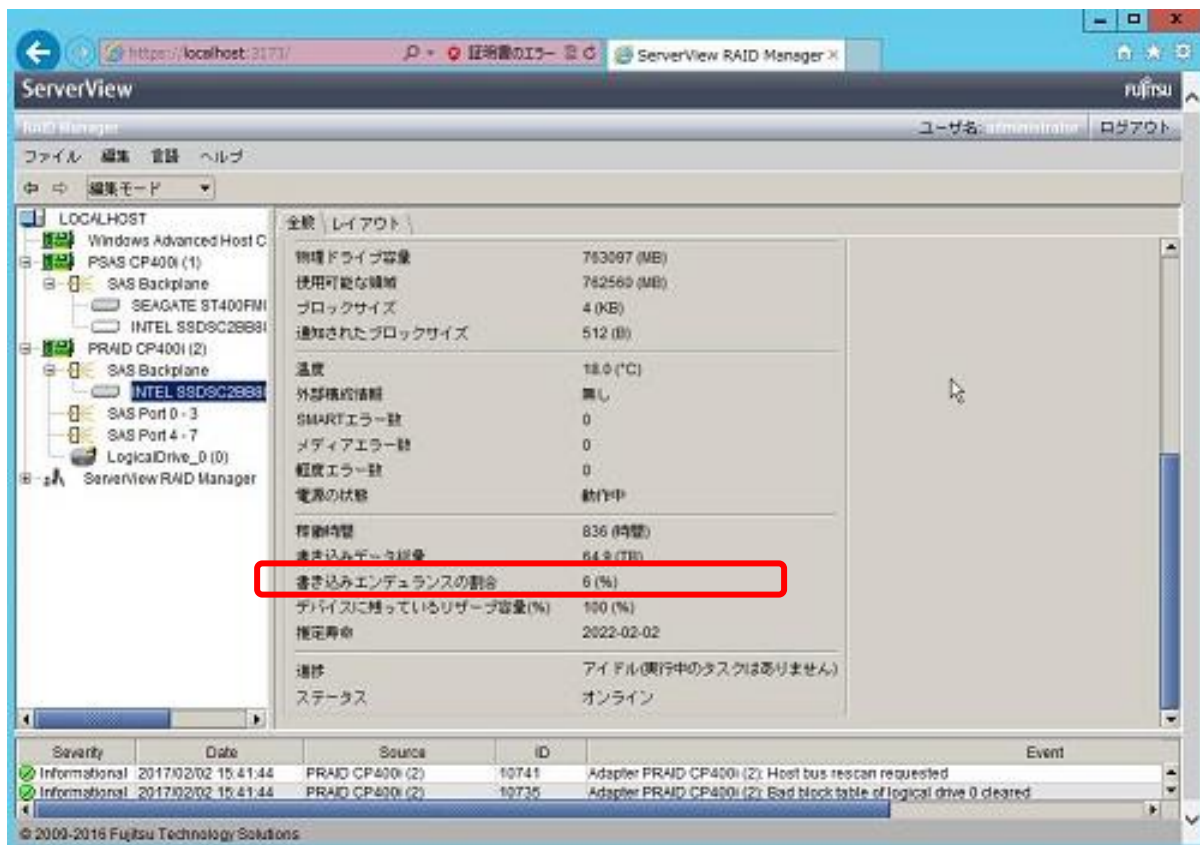 https://localhost:3173/
証明書のエラー
ServerView RAID Manager ×
ServerView
FUJITSU
RAID Manager
ユーザ名: administrator
ログアウト
ファイル 編集 言語 ヘルプ
編集モード
LOCALHOST
Windows Advanced Host C
PSAS CP400i (1)
SAS Backplane
SEAGATE ST400FM
INTEL SSDSC2BB8
PRAID CP400i (2)
SAS Backplane
INTEL SSDSC2BB8
SAS Port 0 - 3
SAS Port 4 - 7
LogicalDrive_0 (0)
ServerView RAID Manager
全般 レイアウト
物理ドライブ容量 763097 (MB)
使用可能な領域 762560 (MB)
ブロックサイズ 4 (KB)
通知されたブロックサイズ 512 (B)
温度 18.0 (°C)
外部構成情報 無し
SMARTエラー数 0
メディアエラー数 0
軽度エラー数 0
電源の状態 動作中
稼働時間 836 (時間)
書き込みデータ総量 64.9 (TB)
書き込みエンデュランスの割合 6 (%)
デバイスに残っているリザーブ容量(%) 100 (%)
推定寿命 2022-02-02
進捗 アイドル(実行中のタスクはありません)
ステータス オンライン
Severity Date Source ID Event
Informational 2017/02/02 15:41:44 PRAID CP400i (2) 10741 Adapter PRAID CP400i (2): Host bus rescan requested
Informational 2017/02/02 15:41:44 PRAID CP400i (2) 10735 Adapter PRAID CP400i (2): Bad block table of logical drive 0 cleared
© 2009-2016 Fujitsu Technology Solutions